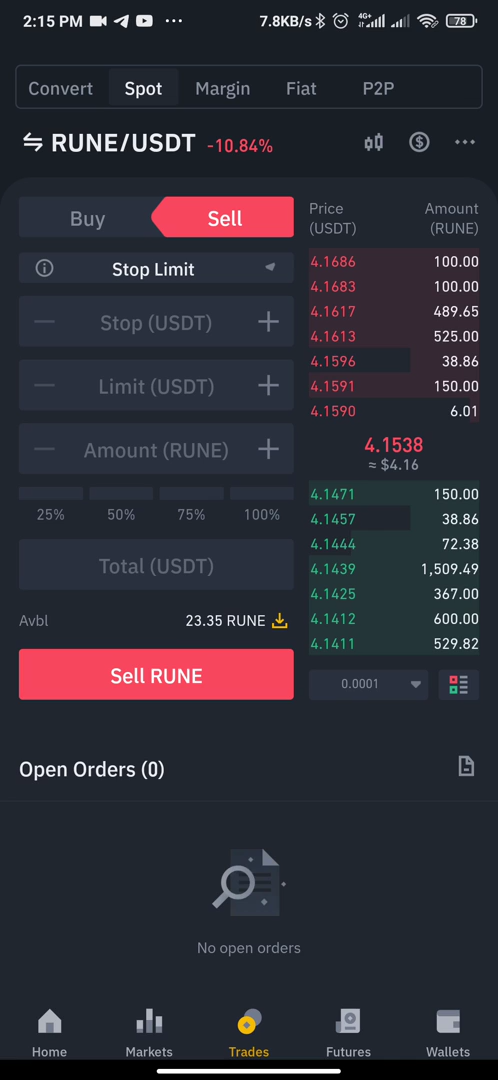 2:15 PM ... 7.8KB/s 4G+ 78
Convert Spot Margin Fiat P2P
RUNE/USDT -10.84%
Buy Sell
Stop Limit
Stop (USDT)
Limit (USDT)
Amount (RUNE)
25% 50% 75% 100%
Total (USDT)
Avbl 23.35 RUNE
Sell RUNE
Price (USDT) Amount (RUNE)
4.1686 100.00
4.1683 100.00
4.1617 489.65
4.1613 525.00
4.1596 38.86
4.1591 150.00
4.1590 6.01
4.1538
≈ $4.16
4.1471 150.00
4.1457 38.86
4.1444 72.38
4.1439 1,509.49
4.1425 367.00
4.1412 600.00
4.1411 529.82
0.0001
Open Orders (0)
No open orders
Home Markets Trades Futures Wallets